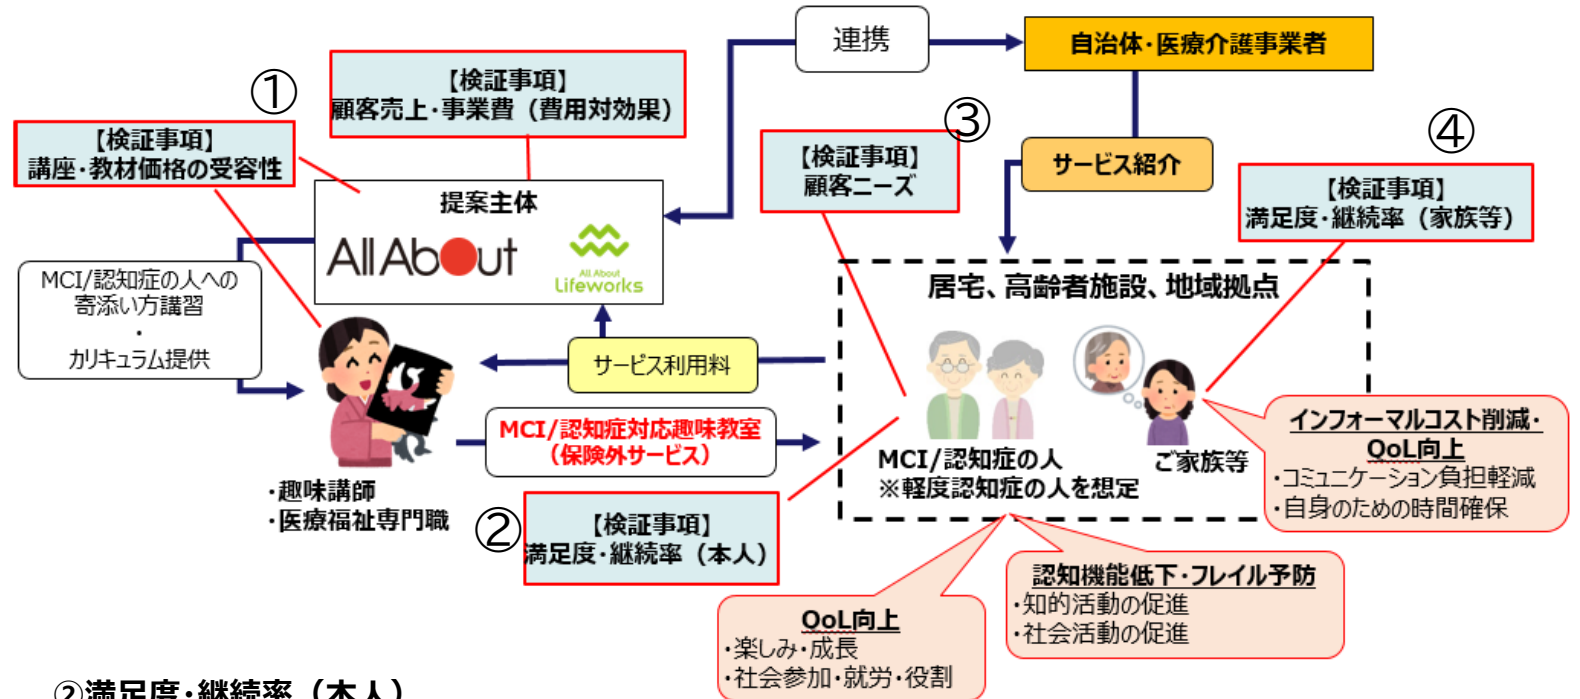 連携
自治体・医療介護事業者
①
【検証事項】
顧客売上・事業費（費用対効果）
【検証事項】
講座・教材価格の受容性
③
【検証事項】
顧客ニーズ
サービス紹介
④
【検証事項】
満足度・継続率（家族等）
提案主体
All About
All About
Lifeworks
MCI/認知症の人への
寄添い方講習
・
カリキュラム提供
居宅、高齢者施設、地域拠点
サービス利用料
MCI/認知症対応趣味教室
（保険外サービス）
・趣味講師
・医療福祉専門職
MCI/認知症の人
※軽度認知症の人を想定
ご家族等
インフォーマルコスト削減・
QoL向上
・コミュニケーション負担軽減
・自身のための時間確保
②
【検証事項】
満足度・継続率（本人）
認知機能低下・フレイル予防
・知的活動の促進
・社会活動の促進
QoL向上
・楽しみ・成長
・社会参加・就労・役割
②満足度・継続率（本人）